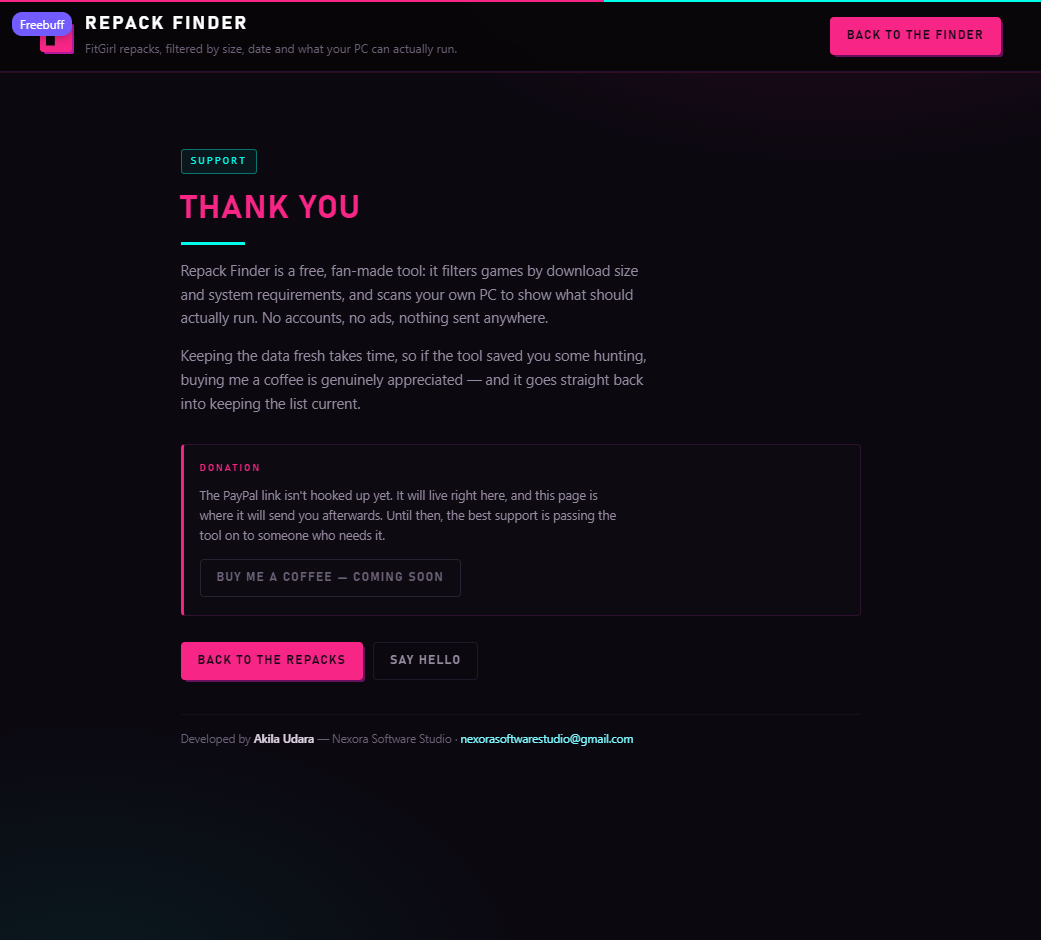 Freebuff
REPACK FINDER
FitGirl repacks, filtered by size, date and what your PC can actually run.
BACK TO THE FINDER
SUPPORT
THANK YOU
Repack Finder is a free, fan-made tool: it filters games by download size
and system requirements, and scans your own PC to show what should
actually run. No accounts, no ads, nothing sent anywhere.
Keeping the data fresh takes time, so if the tool saved you some hunting,
buying me a coffee is genuinely appreciated — and it goes straight back
into keeping the list current.
DONATION
The PayPal link isn't hooked up yet. It will live right here, and this page is
where it will send you afterwards. Until then, the best support is passing the
tool on to someone who needs it.
BUY ME A COFFEE — COMING SOON
BACK TO THE REPACKS
SAY HELLO
Developed by Akila Udara — Nexora Software Studio · nexorasoftwarestudio@gmail.com